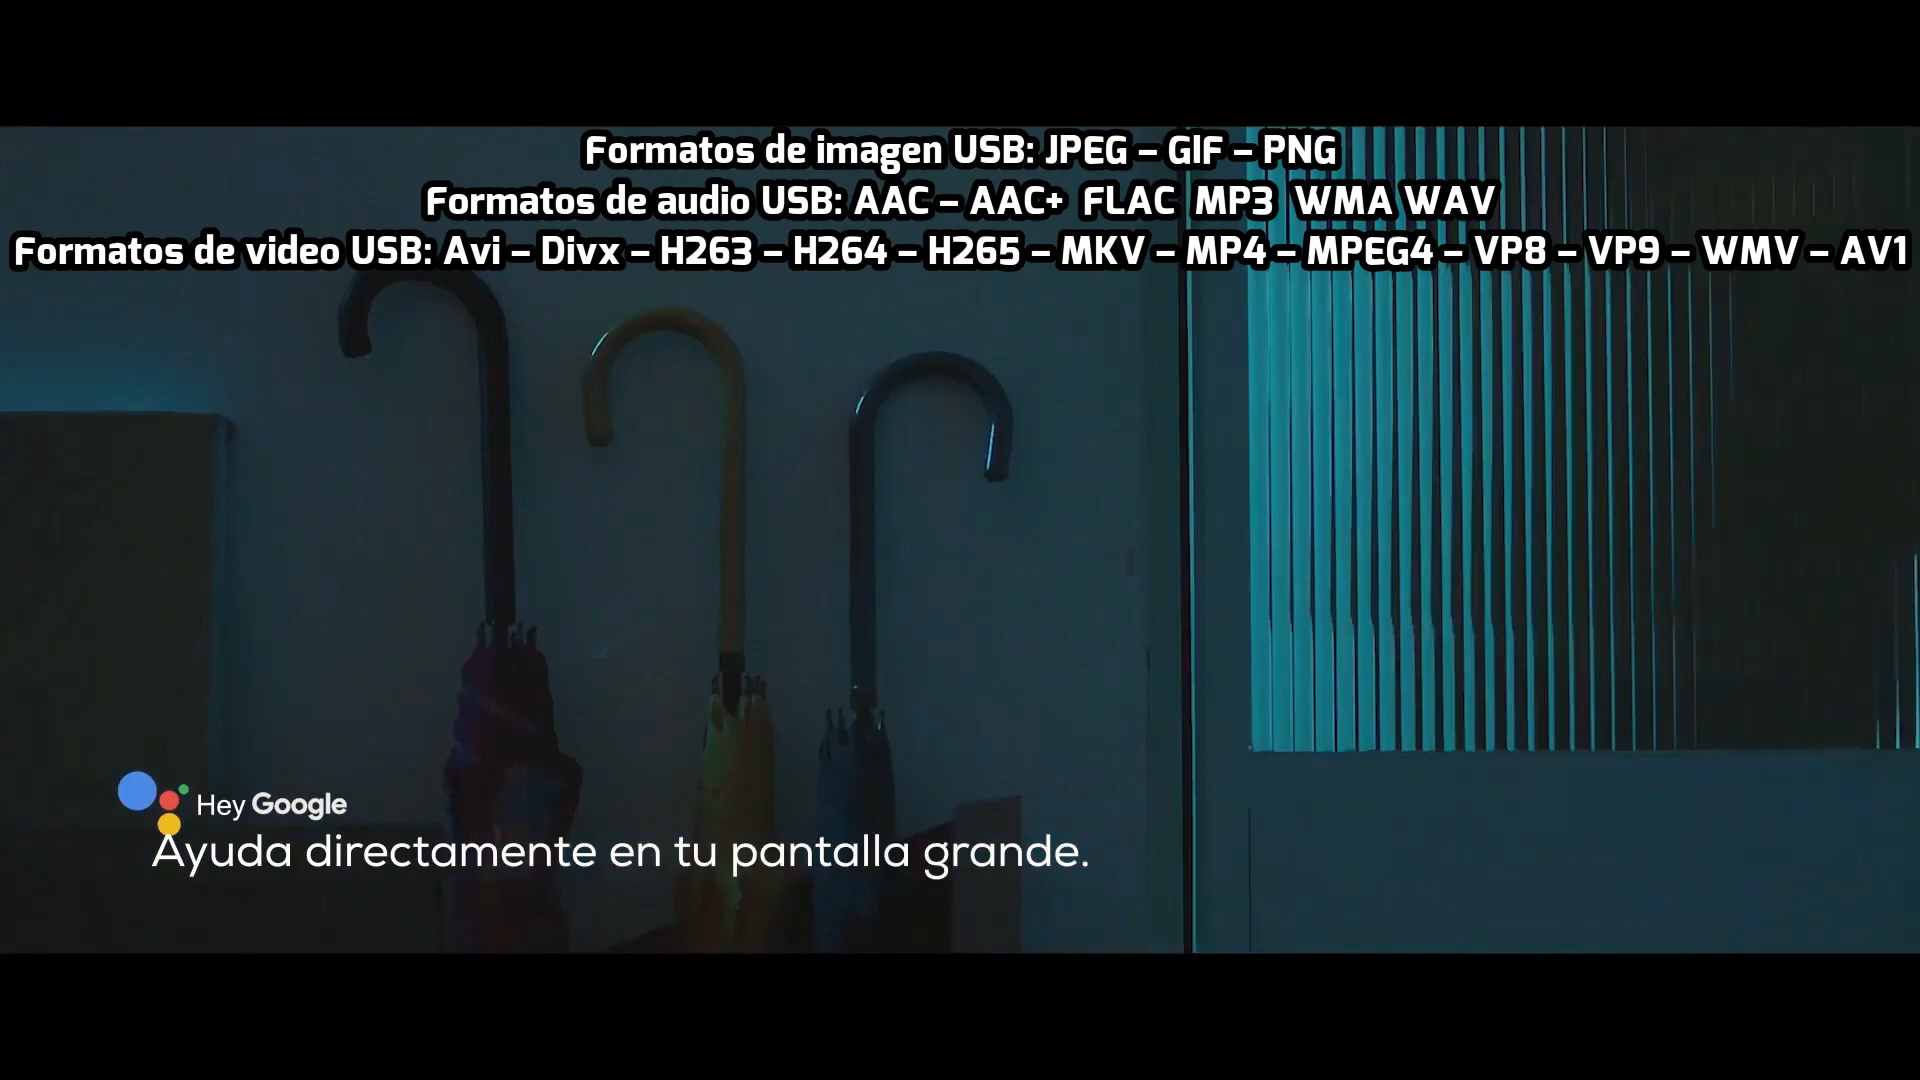 Formatos de imagen USB: JPEG – GIF – PNG
Formatos de audio USB: AAC – AAC+ FLAC MP3 WMA WAV
Formatos de video USB: Avi – Divx – H263 – H264 – H265 – MKV – MP4 – MPEG4 – VP8 – VP9 – WMV – AV1
Hey Google
Ayuda directamente en tu pantalla grande.